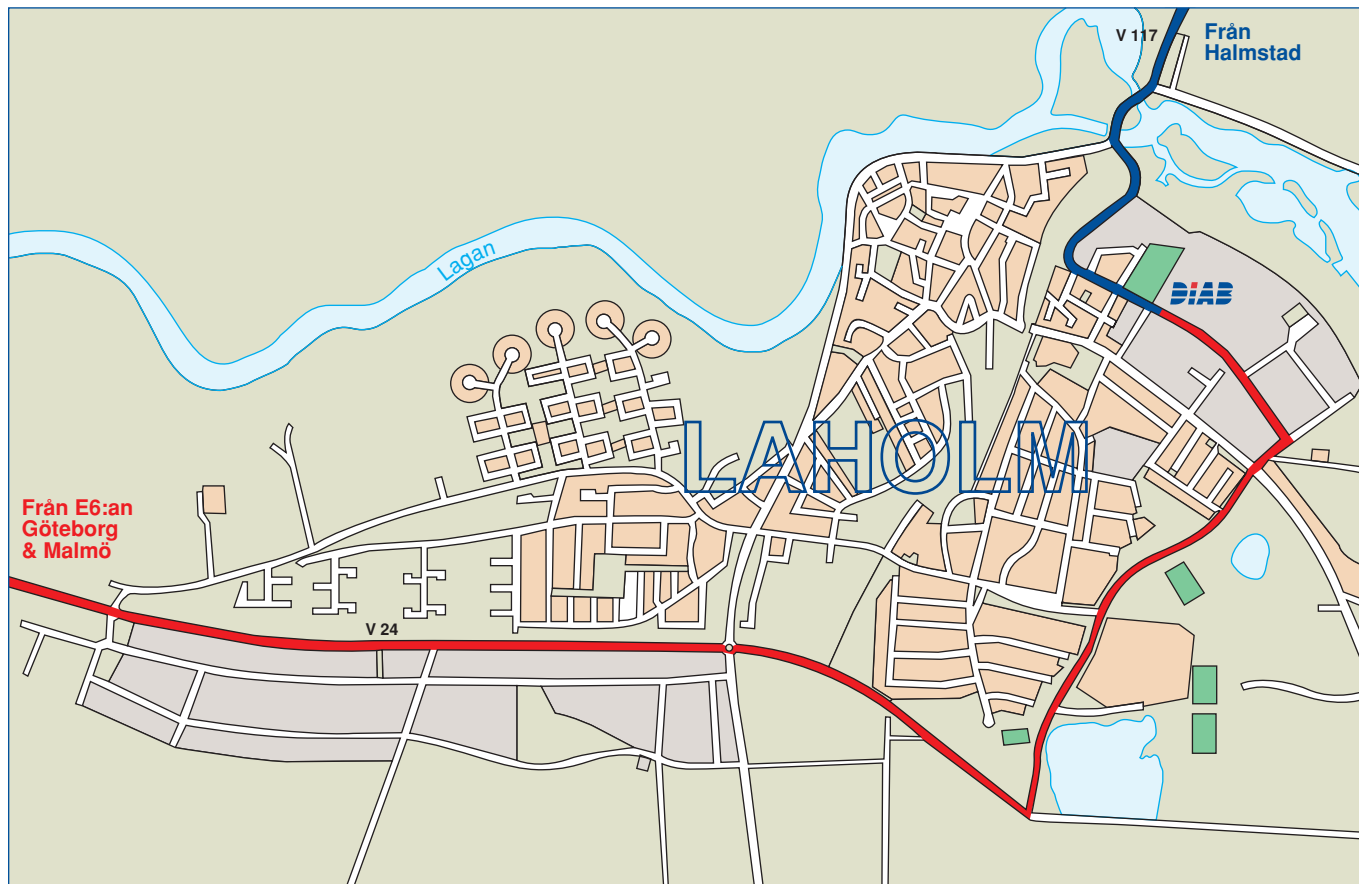 V 117
Från
Halmstad
Lagan
DIAB
LAHOLM
Från E6:an
Göteborg
& Malmö
V 24